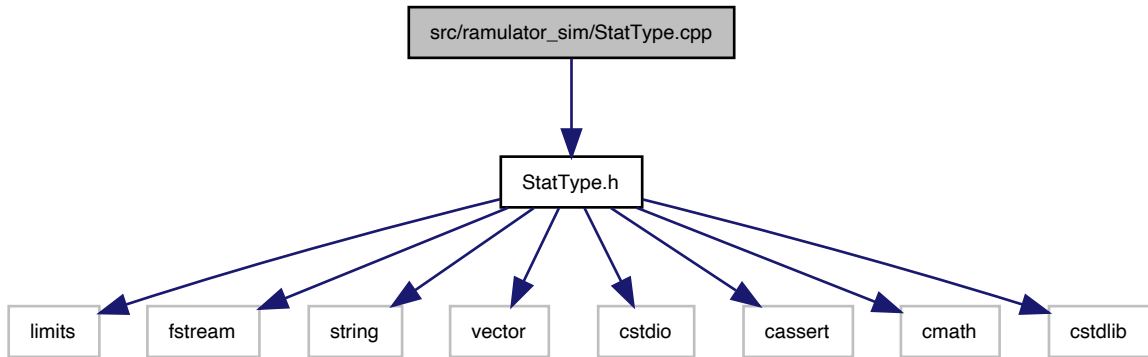 src/ramulator_sim/StatType.cpp
StatType.h
limits
fstream
string
vector
cstdio
cassert
cmath
cstdlib